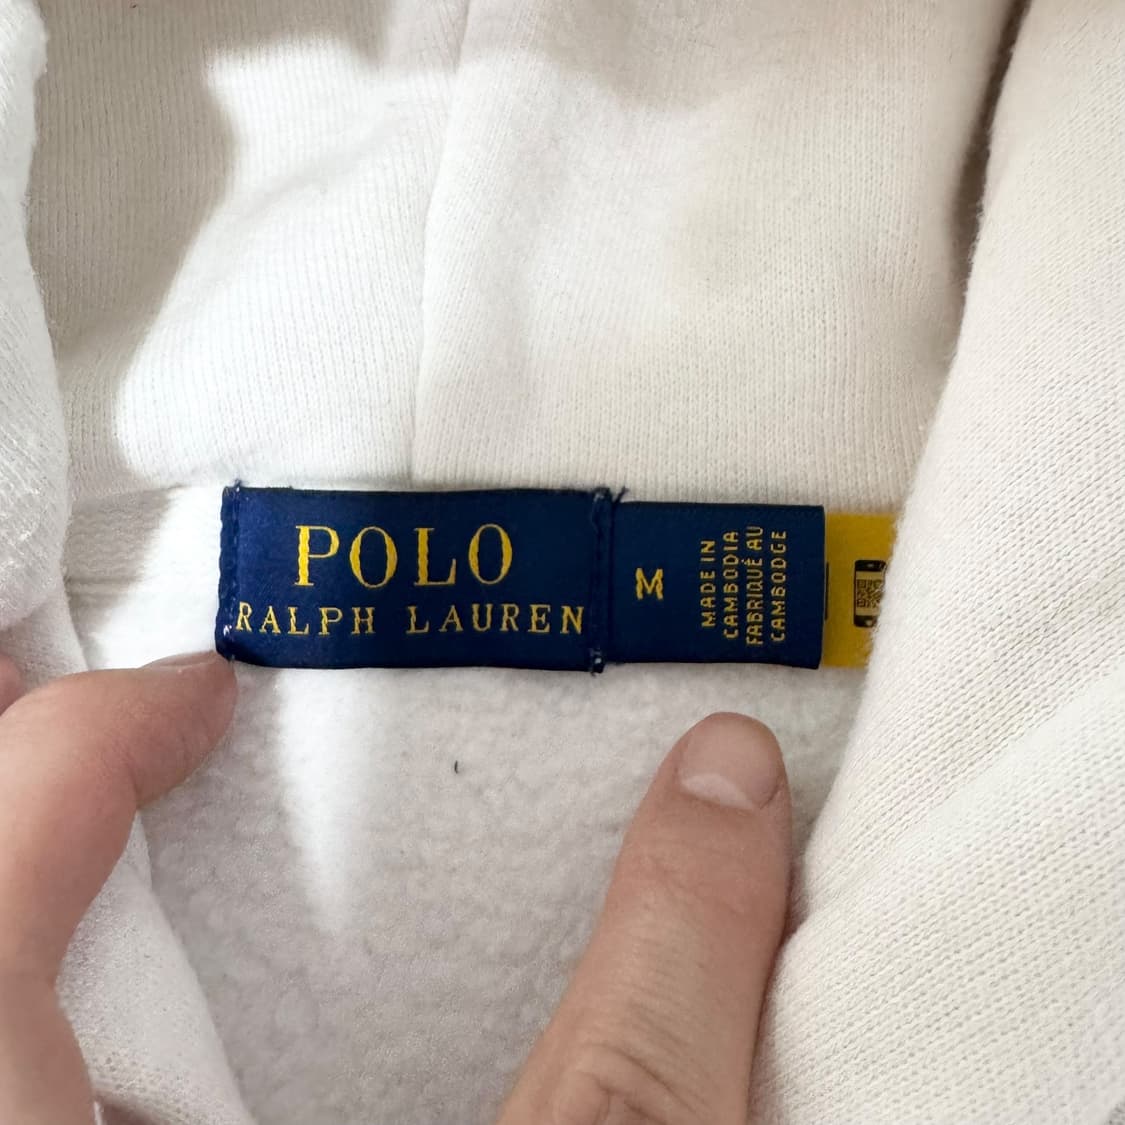 POLO
RALPH LAUREN
M
MADE IN
CAMBODIA
FABRIQUÉ AU
CAMBODGE